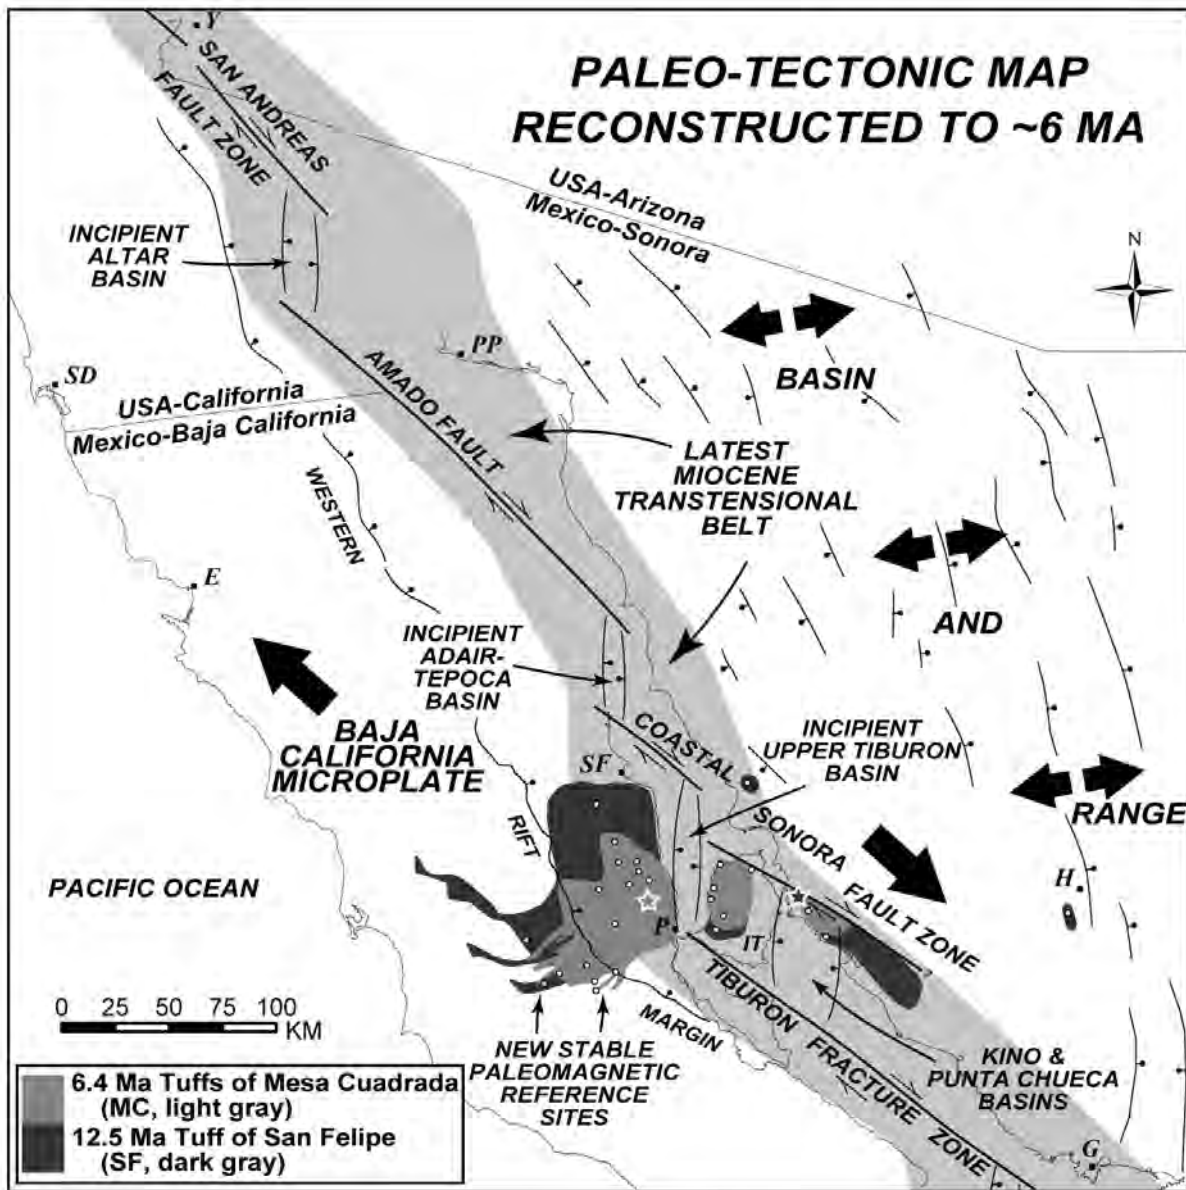 PALEO-TECTONIC MAP
RECONSTRUCTED TO ~6 MA
Y
SAN ANDREAS
FAULT ZONE
USA-Arizona
Mexico-Sonora
N
INCIPIENT
ALTAR
BASIN
PP
SD
USA-California
Mexico-Baja California
AMADO FAULT
BASIN
LATEST
MIOCENE
TRANSTENSIONAL
BELT
WESTERN
E
AND
INCIPIENT
ADAIR-
TEPOCA
BASIN
BAJA
CALIFORNIA
MICROPLATE
COASTAL
INCIPIENT
UPPER TIBURON
BASIN
SF
RANGE
RIFT
SONORA
FAULT ZONE
H
PACIFIC OCEAN
P
IT
TIBURON
FRACTURE
ZONE
MARGIN
0 25 50 75 100
KM
NEW STABLE
PALEOMAGNETIC
REFERENCE
SITES
KINO &
PUNTA CHUECA
BASINS
G
6.4 Ma Tuffs of Mesa Cuadrada
(MC, light gray)
12.5 Ma Tuff of San Felipe
(SF, dark gray)